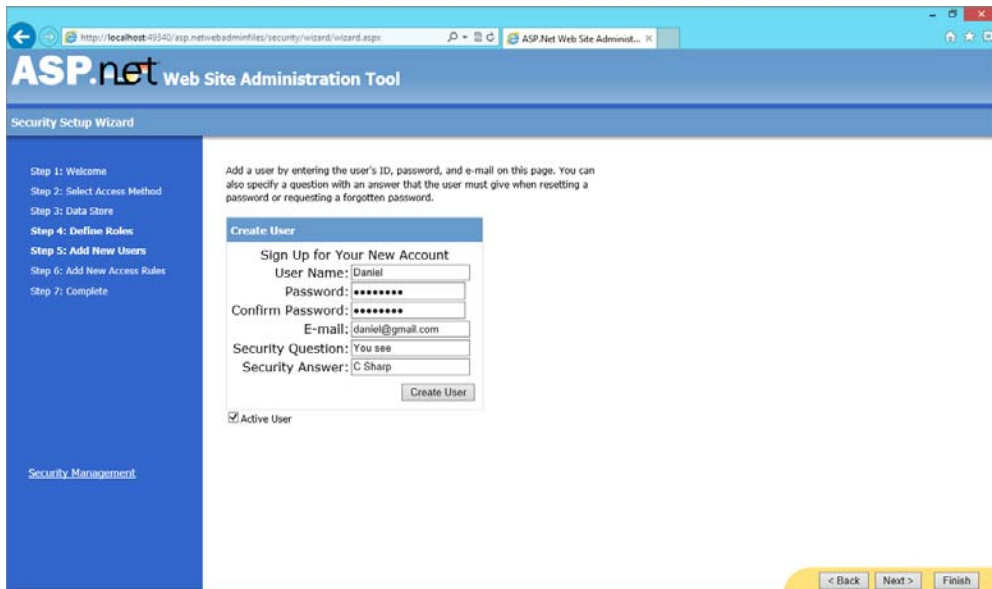 http://localhost:49340/asp.netwebadminfiles/security/wizard/wizard.aspx
ASP.Net Web Site Administ...
ASP.net Web Site Administration Tool
Security Setup Wizard
Step 1: Welcome
Step 2: Select Access Method
Step 3: Data Store
Step 4: Define Roles
Step 5: Add New Users
Step 6: Add New Access Rules
Step 7: Complete
Security Management
Add a user by entering the user's ID, password, and e-mail on this page. You can
also specify a question with an answer that the user must give when resetting a
password or requesting a forgotten password.
Create User
Sign Up for Your New Account
User Name: Daniel
Password: ••••••••
Confirm Password: ••••••••
E-mail: daniel@gmail.com
Security Question: You see
Security Answer: C Sharp
Create User
Active User
< Back Next > Finish